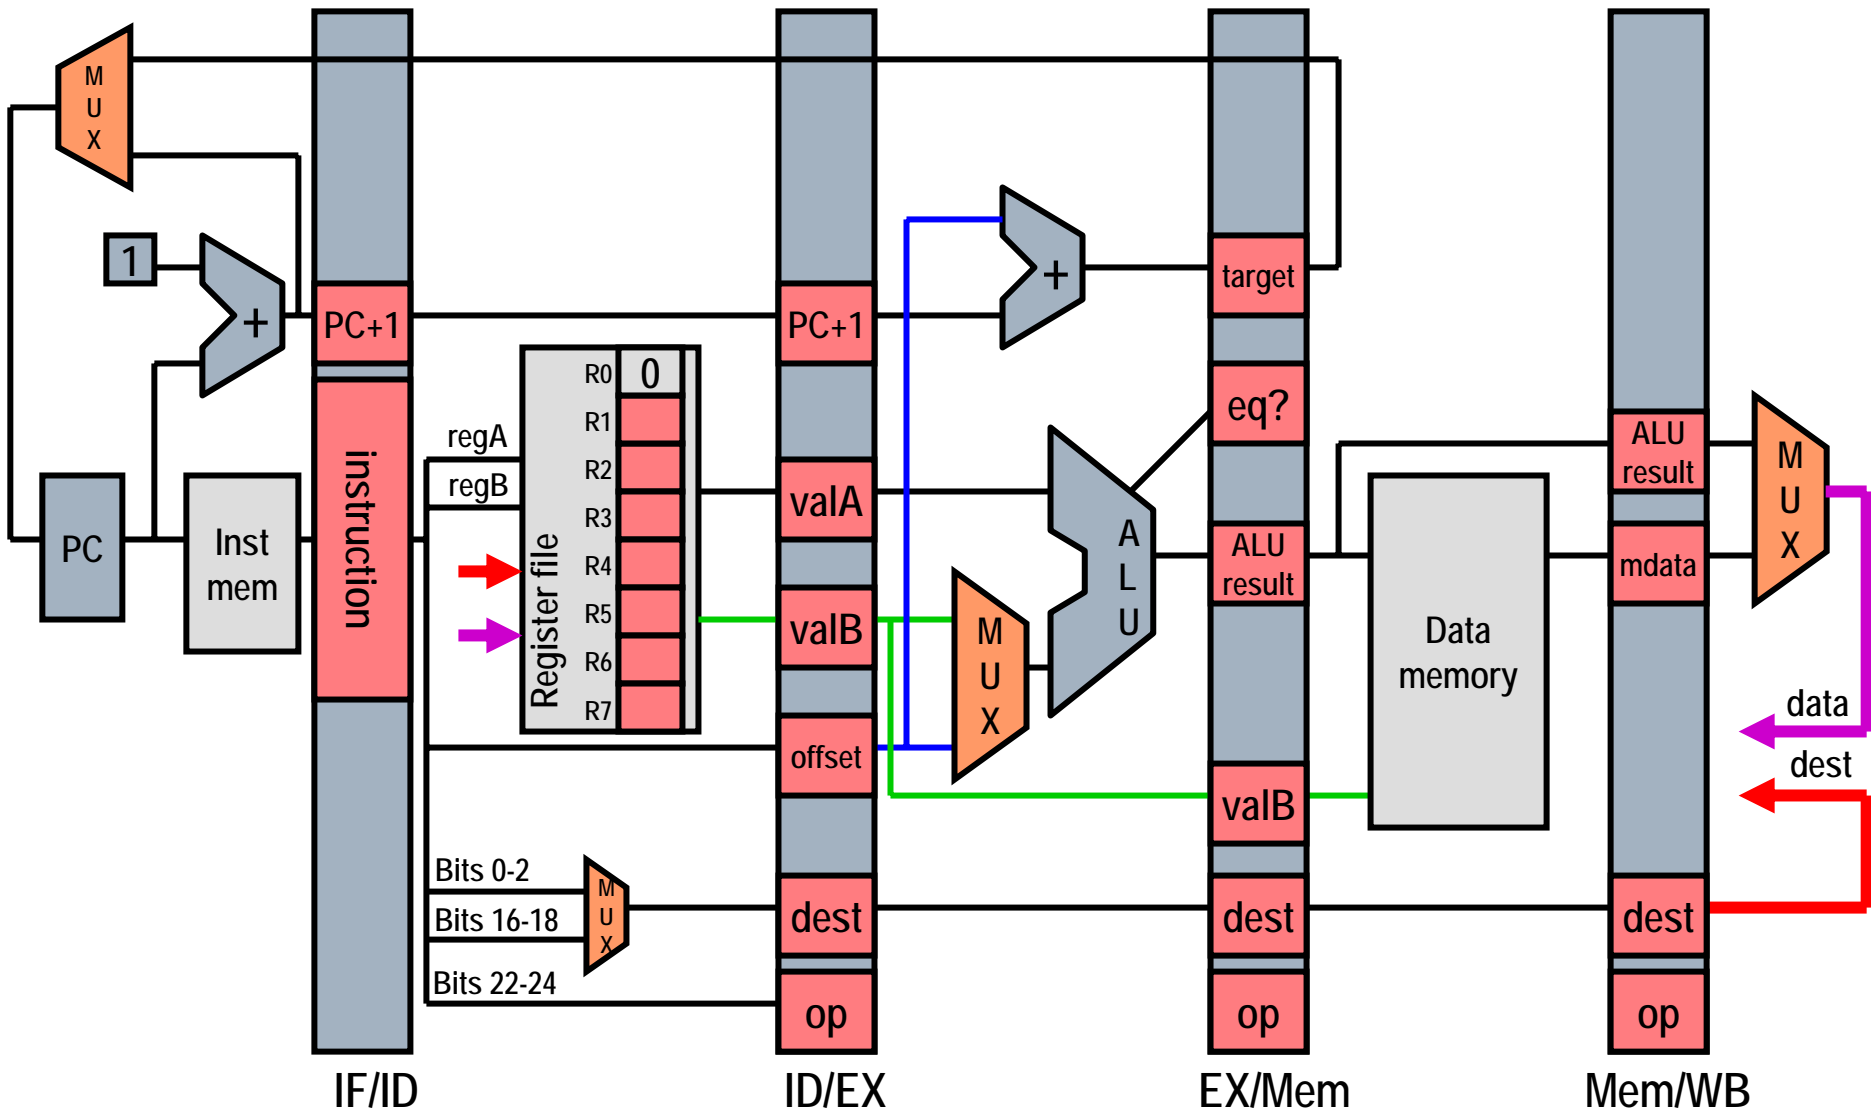 M
U
X
1
+
PC
Inst
mem
PC+1
instruction
IF/ID
regA
regB
Register file
R0
0
R1
R2
R3
R4
R5
R6
R7
Bits 0-2
Bits 16-18
Bits 22-24
M
U
X
PC+1
valA
valB
offset
dest
op
ID/EX
+
M
U
X
A
L
U
target
eq?
ALU
result
valB
dest
op
EX/Mem
Data
memory
ALU
result
mdata
dest
op
Mem/WB
M
U
X
data
dest